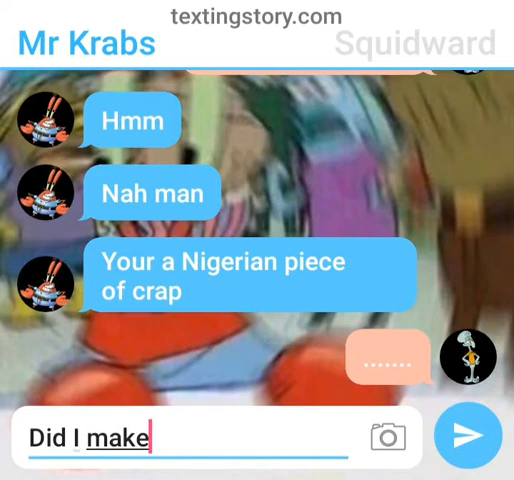 textingstory.com
Mr Krabs
Squidward
Hmm
Nah man
Your a Nigerian piece
of crap
.......
Did I make